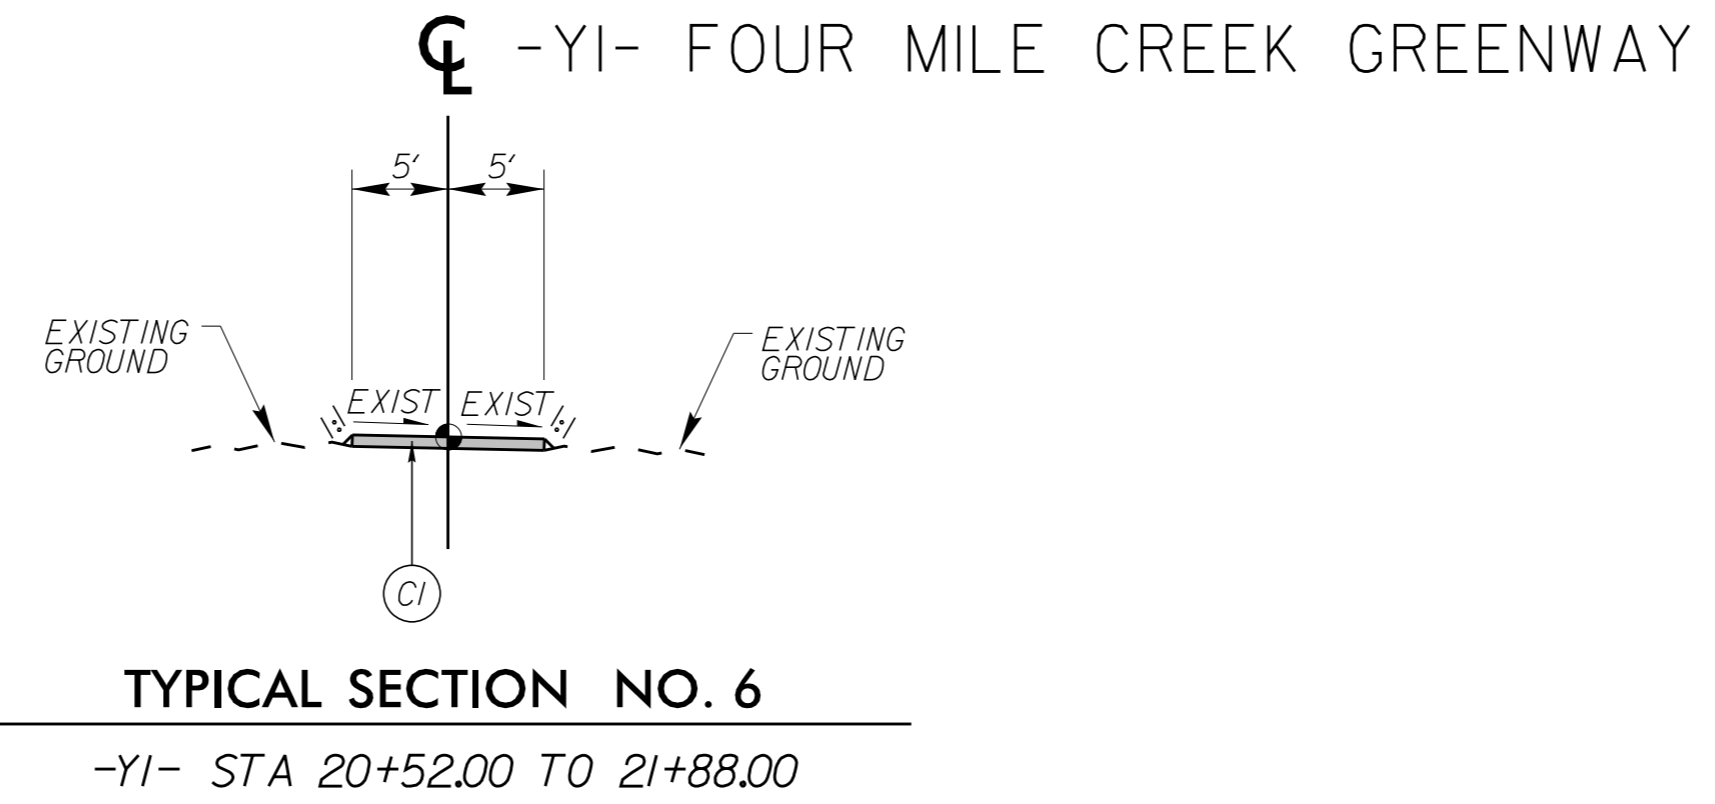 ℄ -Y1- FOUR MILE CREEK GREENWAY
5' 5'
EXISTING
GROUND
EXISTING
GROUND
EXIST EXIST
C1
TYPICAL SECTION NO. 6
-Y1- STA 20+52.00 TO 21+88.00